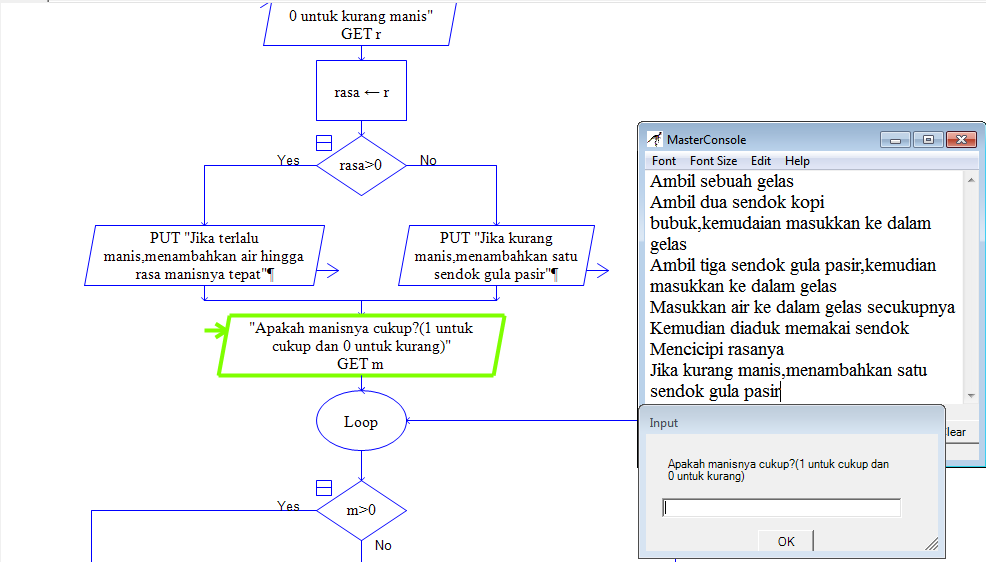 0 untuk kurang manis"
GET r
rasa ← r
rasa>0
Yes
No
PUT "Jika terlalu
manis,menambahkan air hingga
rasa manisnya tepat"¶
PUT "Jika kurang
manis,menambahkan satu
sendok gula pasir"¶
"Apakah manisnya cukup?(1 untuk
cukup dan 0 untuk kurang)"
GET m
Loop
m>0
Yes
No
MasterConsole
Font Font Size Edit Help
Ambil sebuah gelas
Ambil dua sendok kopi
bubuk,kemudaian masukkan ke dalam
gelas
Ambil tiga sendok gula pasir,kemudian
masukkan ke dalam gelas
Masukkan air ke dalam gelas secukupnya
Kemudian diaduk memakai sendok
Mencicipi rasanya
Jika kurang manis,menambahkan satu
sendok gula pasir
lear
Input
Apakah manisnya cukup?(1 untuk cukup dan
0 untuk kurang)
OK